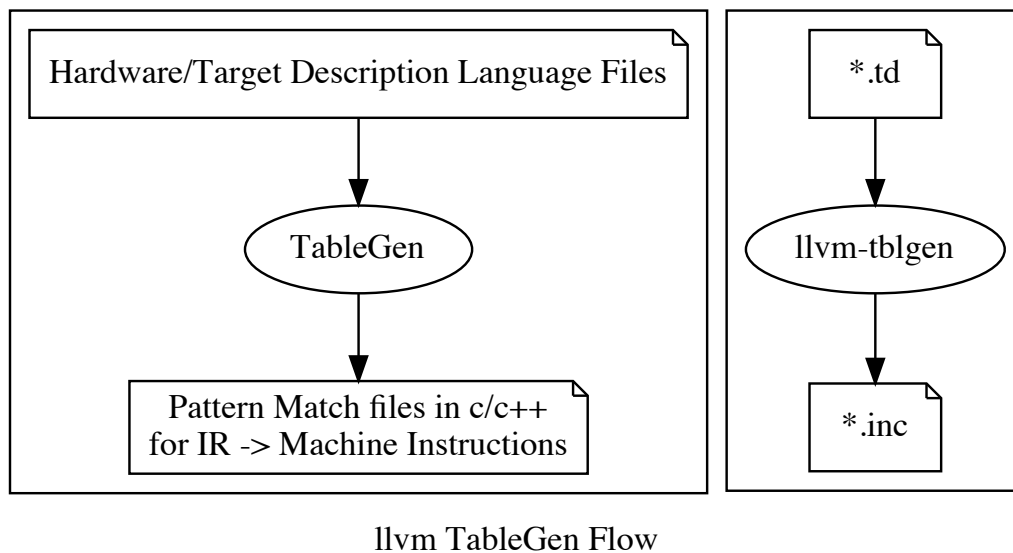 Hardware/Target Description Language Files
TableGen
Pattern Match files in c/c++
for IR -> Machine Instructions
*.td
llvm-tblgen
*.inc
llvm TableGen Flow